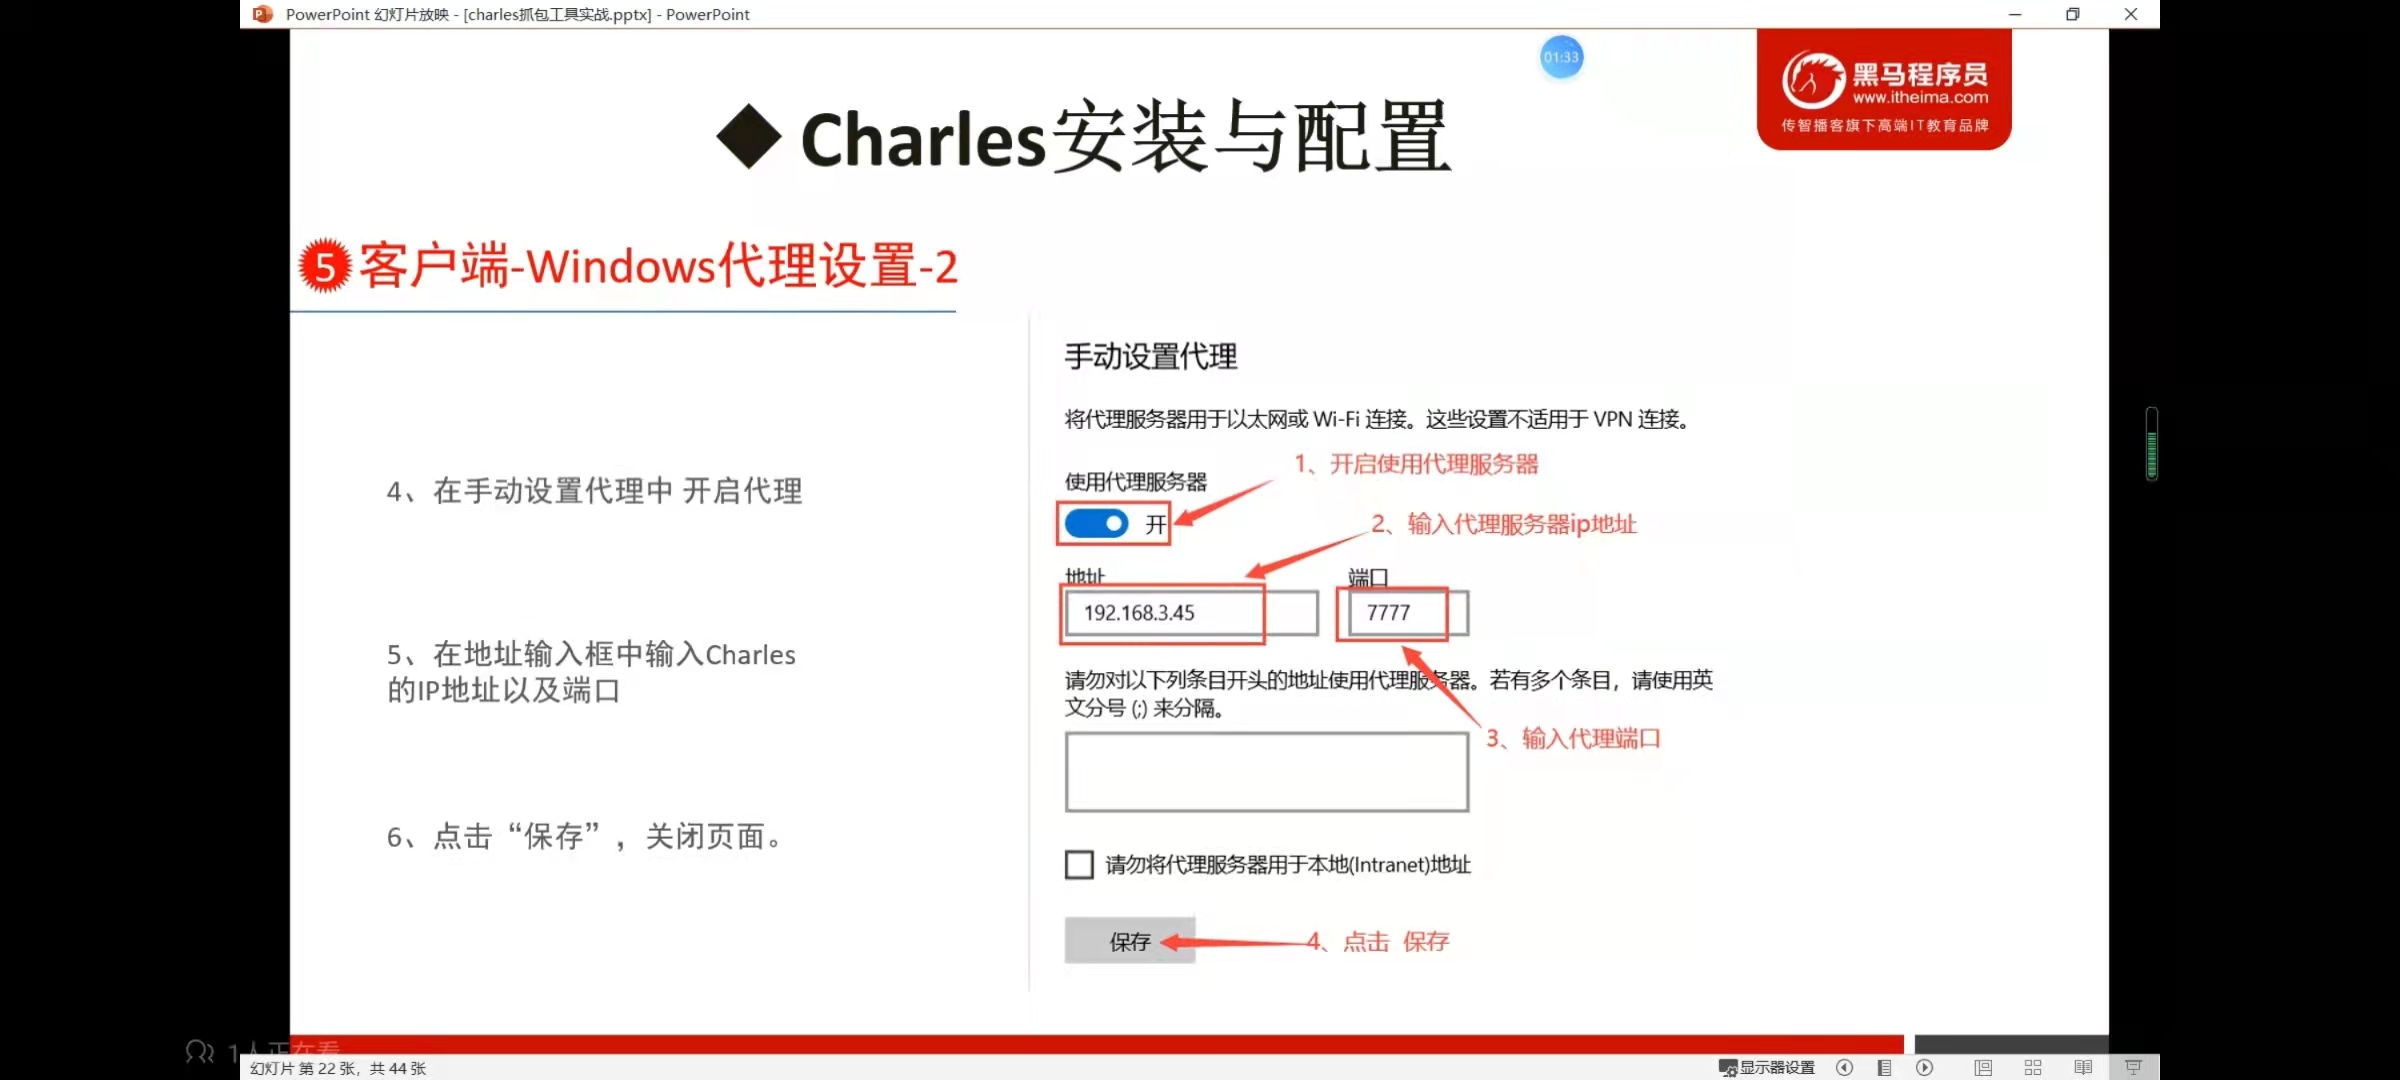 PowerPoint 幻灯片放映 - [charles抓包工具实战.pptx] - PowerPoint
01:33
黑马程序员
www.itheima.com
传智播客旗下高端IT教育品牌
◆ Charles安装与配置
5 客户端-Windows代理设置-2
4、在手动设置代理中 开启代理
5、在地址输入框中输入Charles
的IP地址以及端口
6、点击“保存”，关闭页面。
手动设置代理
将代理服务器用于以太网或 Wi-Fi 连接。这些设置不适用于 VPN 连接。
1、开启使用代理服务器
使用代理服务器
开
2、输入代理服务器ip地址
地址
端口
192.168.3.45
7777
请勿对以下列条目开头的地址使用代理服务器。若有多个条目，请使用英
文分号 (;) 来分隔。
3、输入代理端口
请勿将代理服务器用于本地(Intranet)地址
保存
4、点击 保存
1人正在看
幻灯片 第 22 张，共 44 张
显示器设置